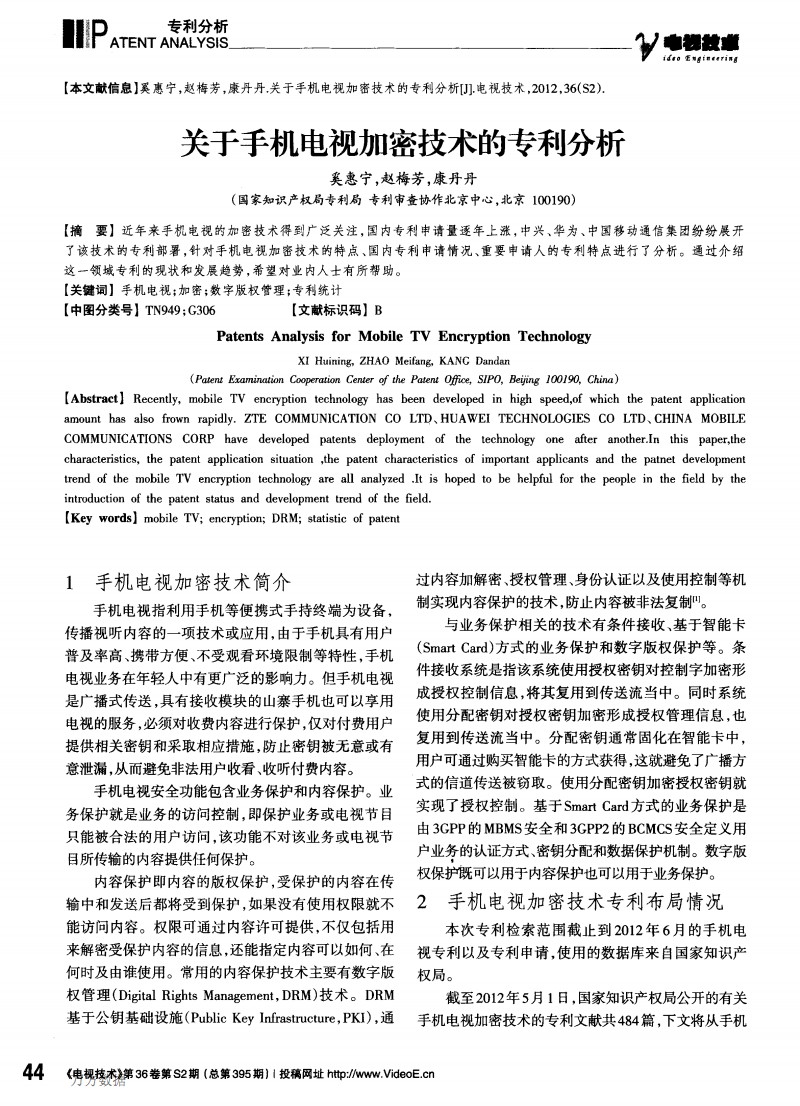 专利分析
PATENT ANALYSIS
电视技术
ideo Engineering
【本文献信息】奚惠宁,赵梅芳,康丹丹.关于手机电视加密技术的专利分析[J].电视技术,2012,36(S2).
关于手机电视加密技术的专利分析
奚惠宁,赵梅芳,康丹丹
(国家知识产权局专利局 专利审查协作北京中心,北京 100190)
【摘 要】近年来手机电视的加密技术得到广泛关注,国内专利申请量逐年上涨,中兴、华为、中国移动通信集团纷纷展开
了该技术的专利部署,针对手机电视加密技术的特点、国内专利申请情况、重要申请人的专利特点进行了分析。通过介绍
这一领域专利的现状和发展趋势,希望对业内人士有所帮助。
【关键词】手机电视;加密;数字版权管理;专利统计
【中图分类号】TN949;G306 【文献标识码】B
Patents Analysis for Mobile TV Encryption Technology
XI Huining, ZHAO Meifang, KANG Dandan
(Patent Examination Cooperation Center of the Patent Office, SIPO, Beijing 100190, China)
【Abstract】Recently, mobile TV encryption technology has been developed in high speed,of which the patent application
amount has also frown rapidly. ZTE COMMUNICATION CO LTD、HUAWEI TECHNOLOGIES CO LTD、CHINA MOBILE
COMMUNICATIONS CORP have developed patents deployment of the technology one after another.In this paper,the
characteristics, the patent application situation ,the patent characteristics of important applicants and the patnet development
trend of the mobile TV encryption technology are all analyzed .It is hoped to be helpful for the people in the field by the
introduction of the patent status and development trend of the field.
【Key words】mobile TV; encryption; DRM; statistic of patent
1 手机电视加密技术简介
手机电视指利用手机等便携式手持终端为设备,
传播视听内容的一项技术或应用,由于手机具有用户
普及率高、携带方便、不受观看环境限制等特性,手机
电视业务在年轻人中有更广泛的影响力。但手机电视
是广播式传送,具有接收模块的山寨手机也可以享用
电视的服务,必须对收费内容进行保护,仅对付费用户
提供相关密钥和采取相应措施,防止密钥被无意或有
意泄漏,从而避免非法用户收看、收听付费内容。
手机电视安全功能包含业务保护和内容保护。业
务保护就是业务的访问控制,即保护业务或电视节目
只能被合法的用户访问,该功能不对该业务或电视节
目所传输的内容提供任何保护。
内容保护即内容的版权保护,受保护的内容在传
输中和发送后都将受到保护,如果没有使用权限就不
能访问内容。权限可通过内容许可提供,不仅包括用
来解密受保护内容的信息,还能指定内容可以如何、在
何时及由谁使用。常用的内容保护技术主要有数字版
权管理(Digital Rights Management,DRM)技术。DRM
基于公钥基础设施(Public Key Infrastructure,PKI),通
过内容加解密、授权管理、身份认证以及使用控制等机
制实现内容保护的技术,防止内容被非法复制[1]。
与业务保护相关的技术有条件接收、基于智能卡
(Smart Card)方式的业务保护和数字版权保护等。条
件接收系统是指该系统使用授权密钥对控制字加密形
成授权控制信息,将其复用到传送流当中。同时系统
使用分配密钥对授权密钥加密形成授权管理信息,也
复用到传送流当中。分配密钥通常固化在智能卡中,
用户可通过购买智能卡的方式获得,这就避免了广播方
式的信道传送被窃取。使用分配密钥加密授权密钥就
实现了授权控制。基于Smart Card方式的业务保护是
由3GPP的MBMS安全和3GPP2的BCMCS安全定义用
户业务的认证方式、密钥分配和数据保护机制。数字版
权保护既可以用于内容保护也可以用于业务保护。
2 手机电视加密技术专利布局情况
本次专利检索范围截止到2012年6月的手机电
视专利以及专利申请,使用的数据库来自国家知识产
权局。
截至2012年5月1日,国家知识产权局公开的有关
手机电视加密技术的专利文献共484篇,下文将从手机
44 《电视技术》第36卷第S2期(总第395期)| 投稿网址 http://www.VideoE.cn
万方数据